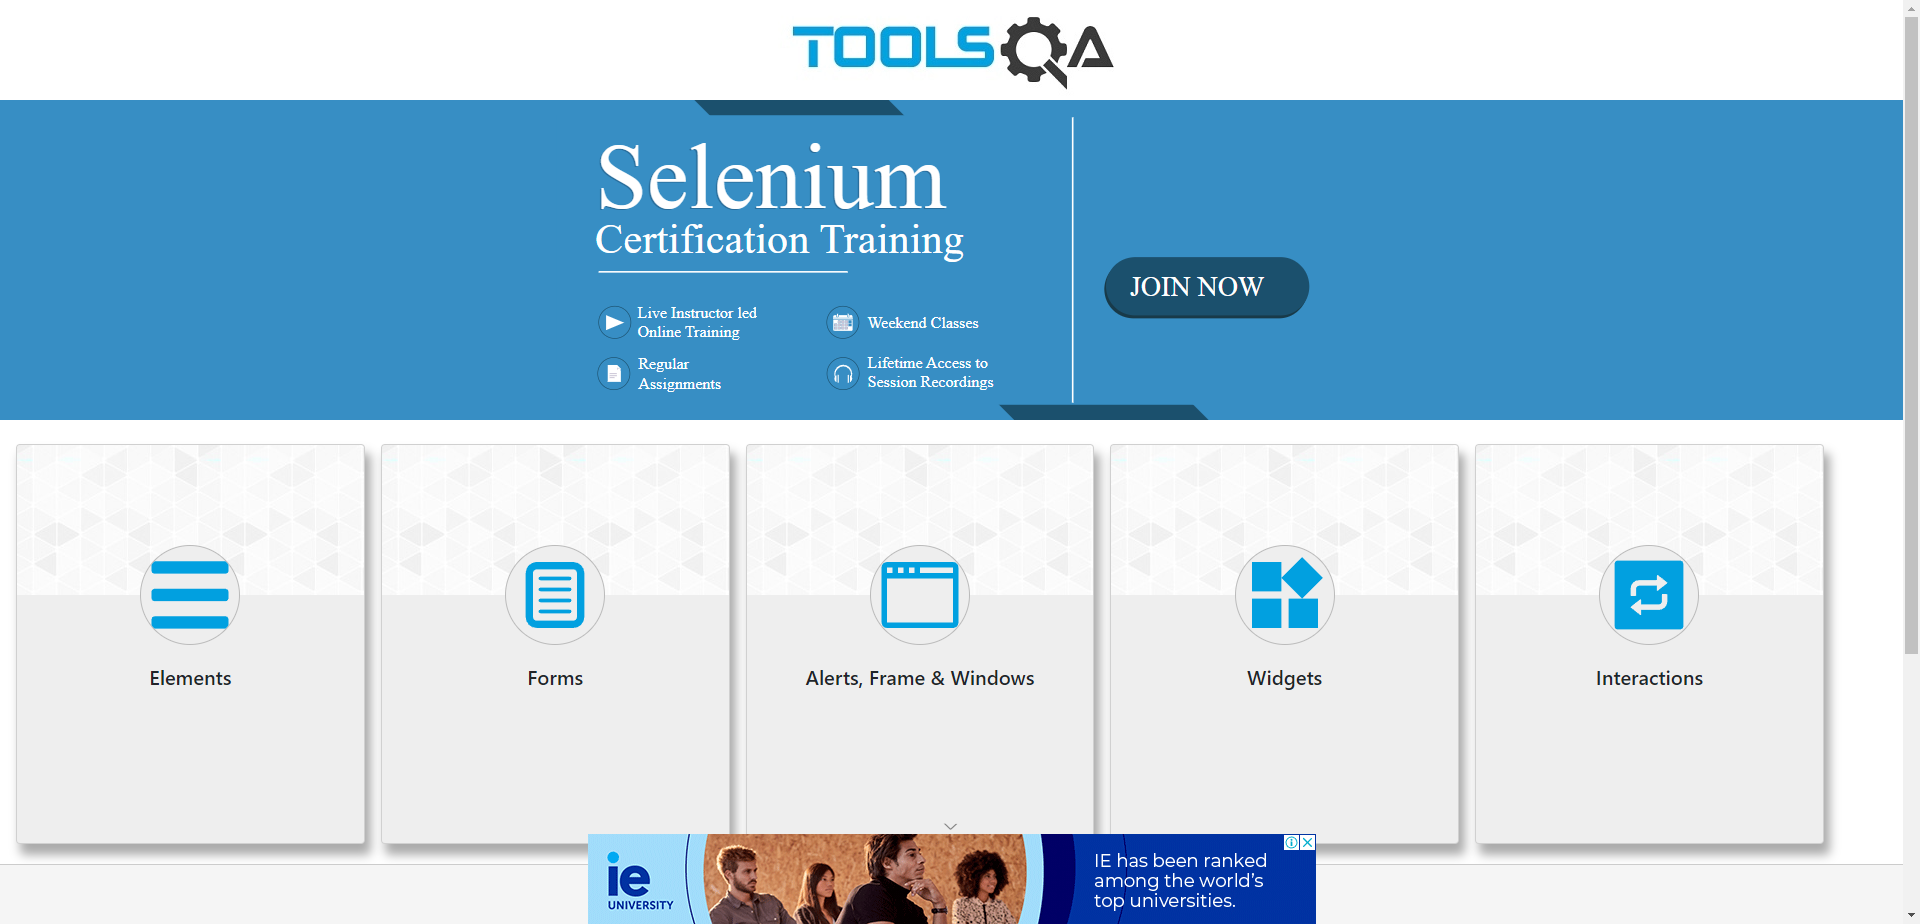 TOOLSQA
Selenium
Certification Training
JOIN NOW
Live Instructor led
Online Training
Weekend Classes
Regular
Assignments
Lifetime Access to
Session Recordings
Elements
Forms
Alerts, Frame & Windows
Widgets
Interactions
ie
UNIVERSITY
IE has been ranked
among the world's
top universities.